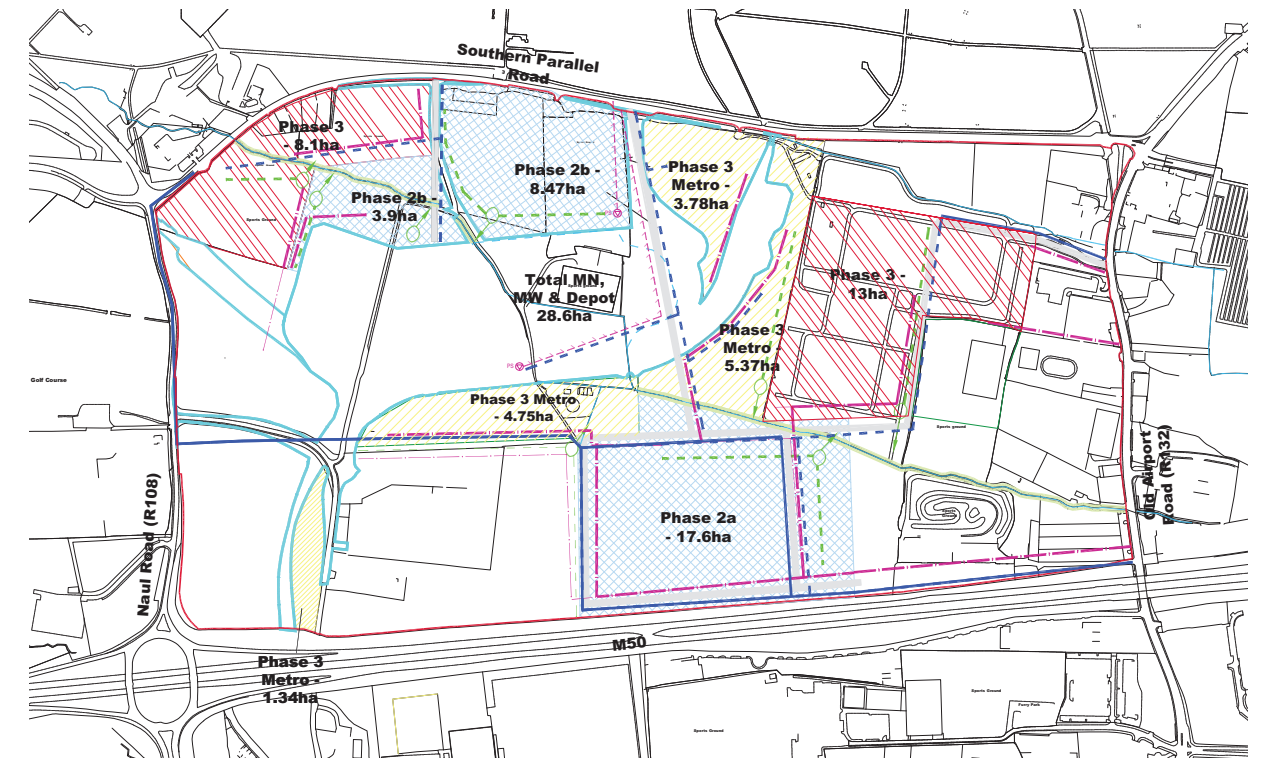 Southern Parallel
Road
Phase 3
- 8.1ha
Phase 2b -
8.47ha
Phase 3
Metro -
3.78ha
Phase 2b -
3.9ha
Sports Ground
PS
Total MN,
MW & Depot
28.6ha
Phase 3 -
13ha
Phase 3
Metro -
5.37ha
PS
Golf Course
Phase 3 Metro
- 4.75ha
Sports ground
Old Airport
Road (R132)
Naul Road (R108)
Phase 2a
- 17.6ha
M50
Phase 3
Metro -
1.34ha
Sports Ground
Furry Park
Sports Ground